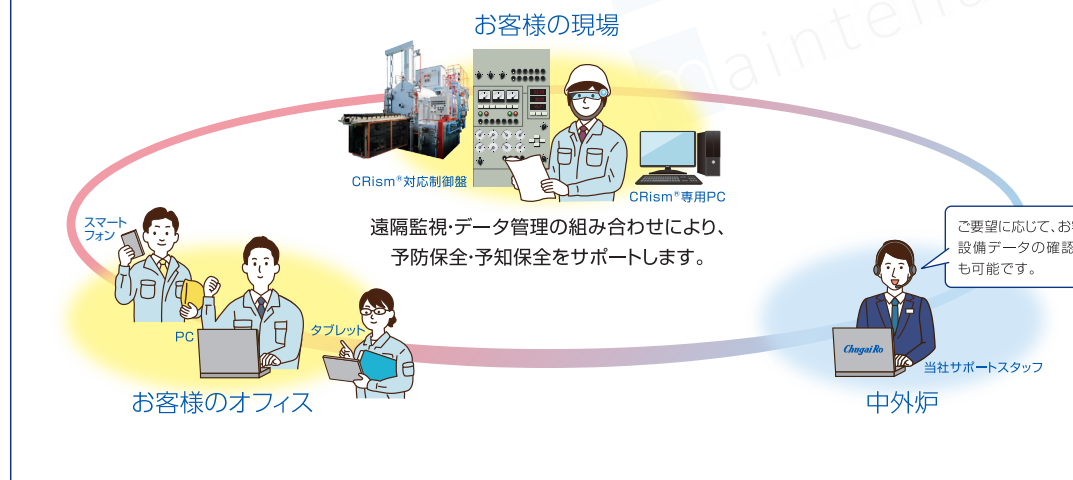 お客様の現場
mainten
CRism®対応制御盤
CRism®専用PC
遠隔監視・データ管理の組み合わせにより、
予防保全・予知保全をサポートします。
スマート
フォン
PC
タブレット
お客様のオフィス
ご要望に応じて、お
設備データの確認
も可能です。
ChugaiRo
当社サポートスタッフ
中外炉